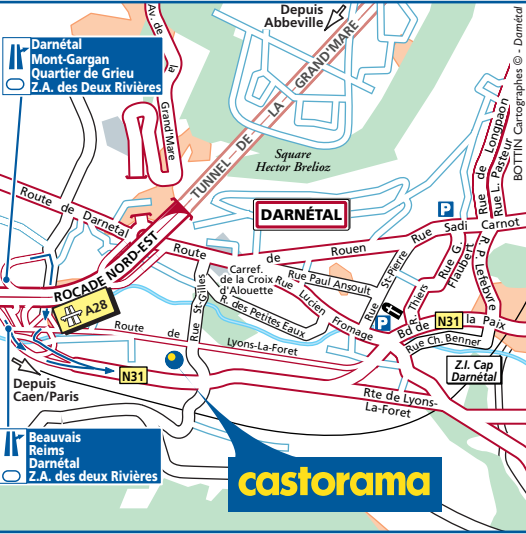 Depuis
Abbeville
BOTTIN Cartographes © - Darnétal
Darnétal
Mont-Gargan
Quartier de Grieu
Z.A. des Deux Rivières
Av. de la Grand'Mare
TUNNEL DE LA GRAND'MARE
Square
Hector Brelioz
Rue de Longpaon
Rue L. Pasteur
Route de Darnetal
DARNÉTAL
P
Rue Sadi Carnot
ROCADE NORD-EST
Route de Rouen
Carref.
de la Croix
d'Alouette
Rue Paul Ansoult
Rue St-Pierre
Rue G.
Flaubert
R. P. Lefebvre
A28
Rue St-Gilles
R. des Petites Eaux
Rue Lucien Fromage
R. Thiers
P
i
Bd de la Paix
N31
Rue Ch. Benner
Route de Lyons-La-Foret
Z.I. Cap
Darnétal
Depuis
Caen/Paris
N31
Rte de Lyons-
La-Foret
Beauvais
Reims
Darnétal
Z.A. des deux Rivières
castorama